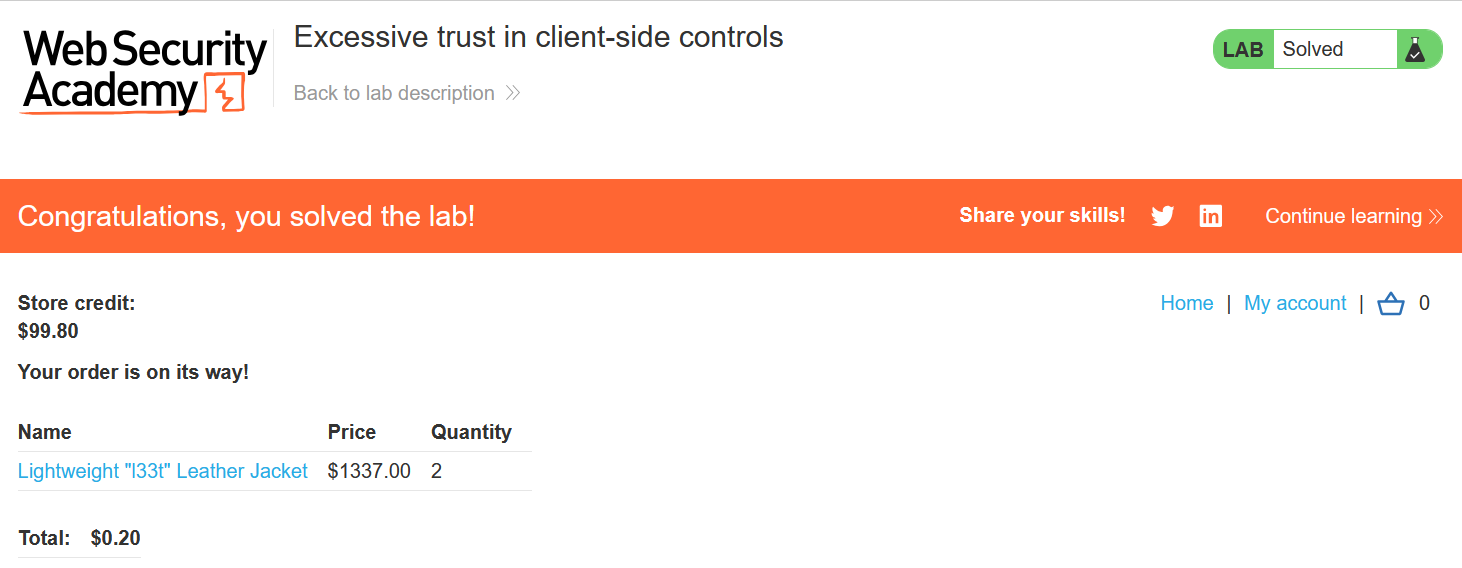 Web Security
Academy
Excessive trust in client-side controls
Back to lab description
LAB Solved
Congratulations, you solved the lab!
Share your skills!
Continue learning
Store credit:
$99.80
Home | My account | 0
Your order is on its way!
Name Price Quantity
Lightweight "l33t" Leather Jacket $1337.00 2
Total: $0.20